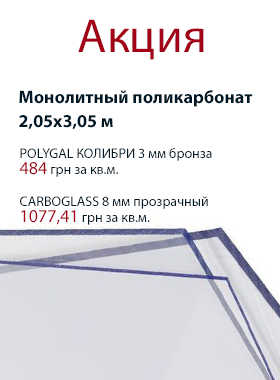 Акция
Монолитный поликарбонат
2,05х3,05 м
POLYGAL КОЛИБРИ 3 мм бронза
484 грн за кв.м.
CARBOGLASS 8 мм прозрачный
1077,41 грн за кв.м.